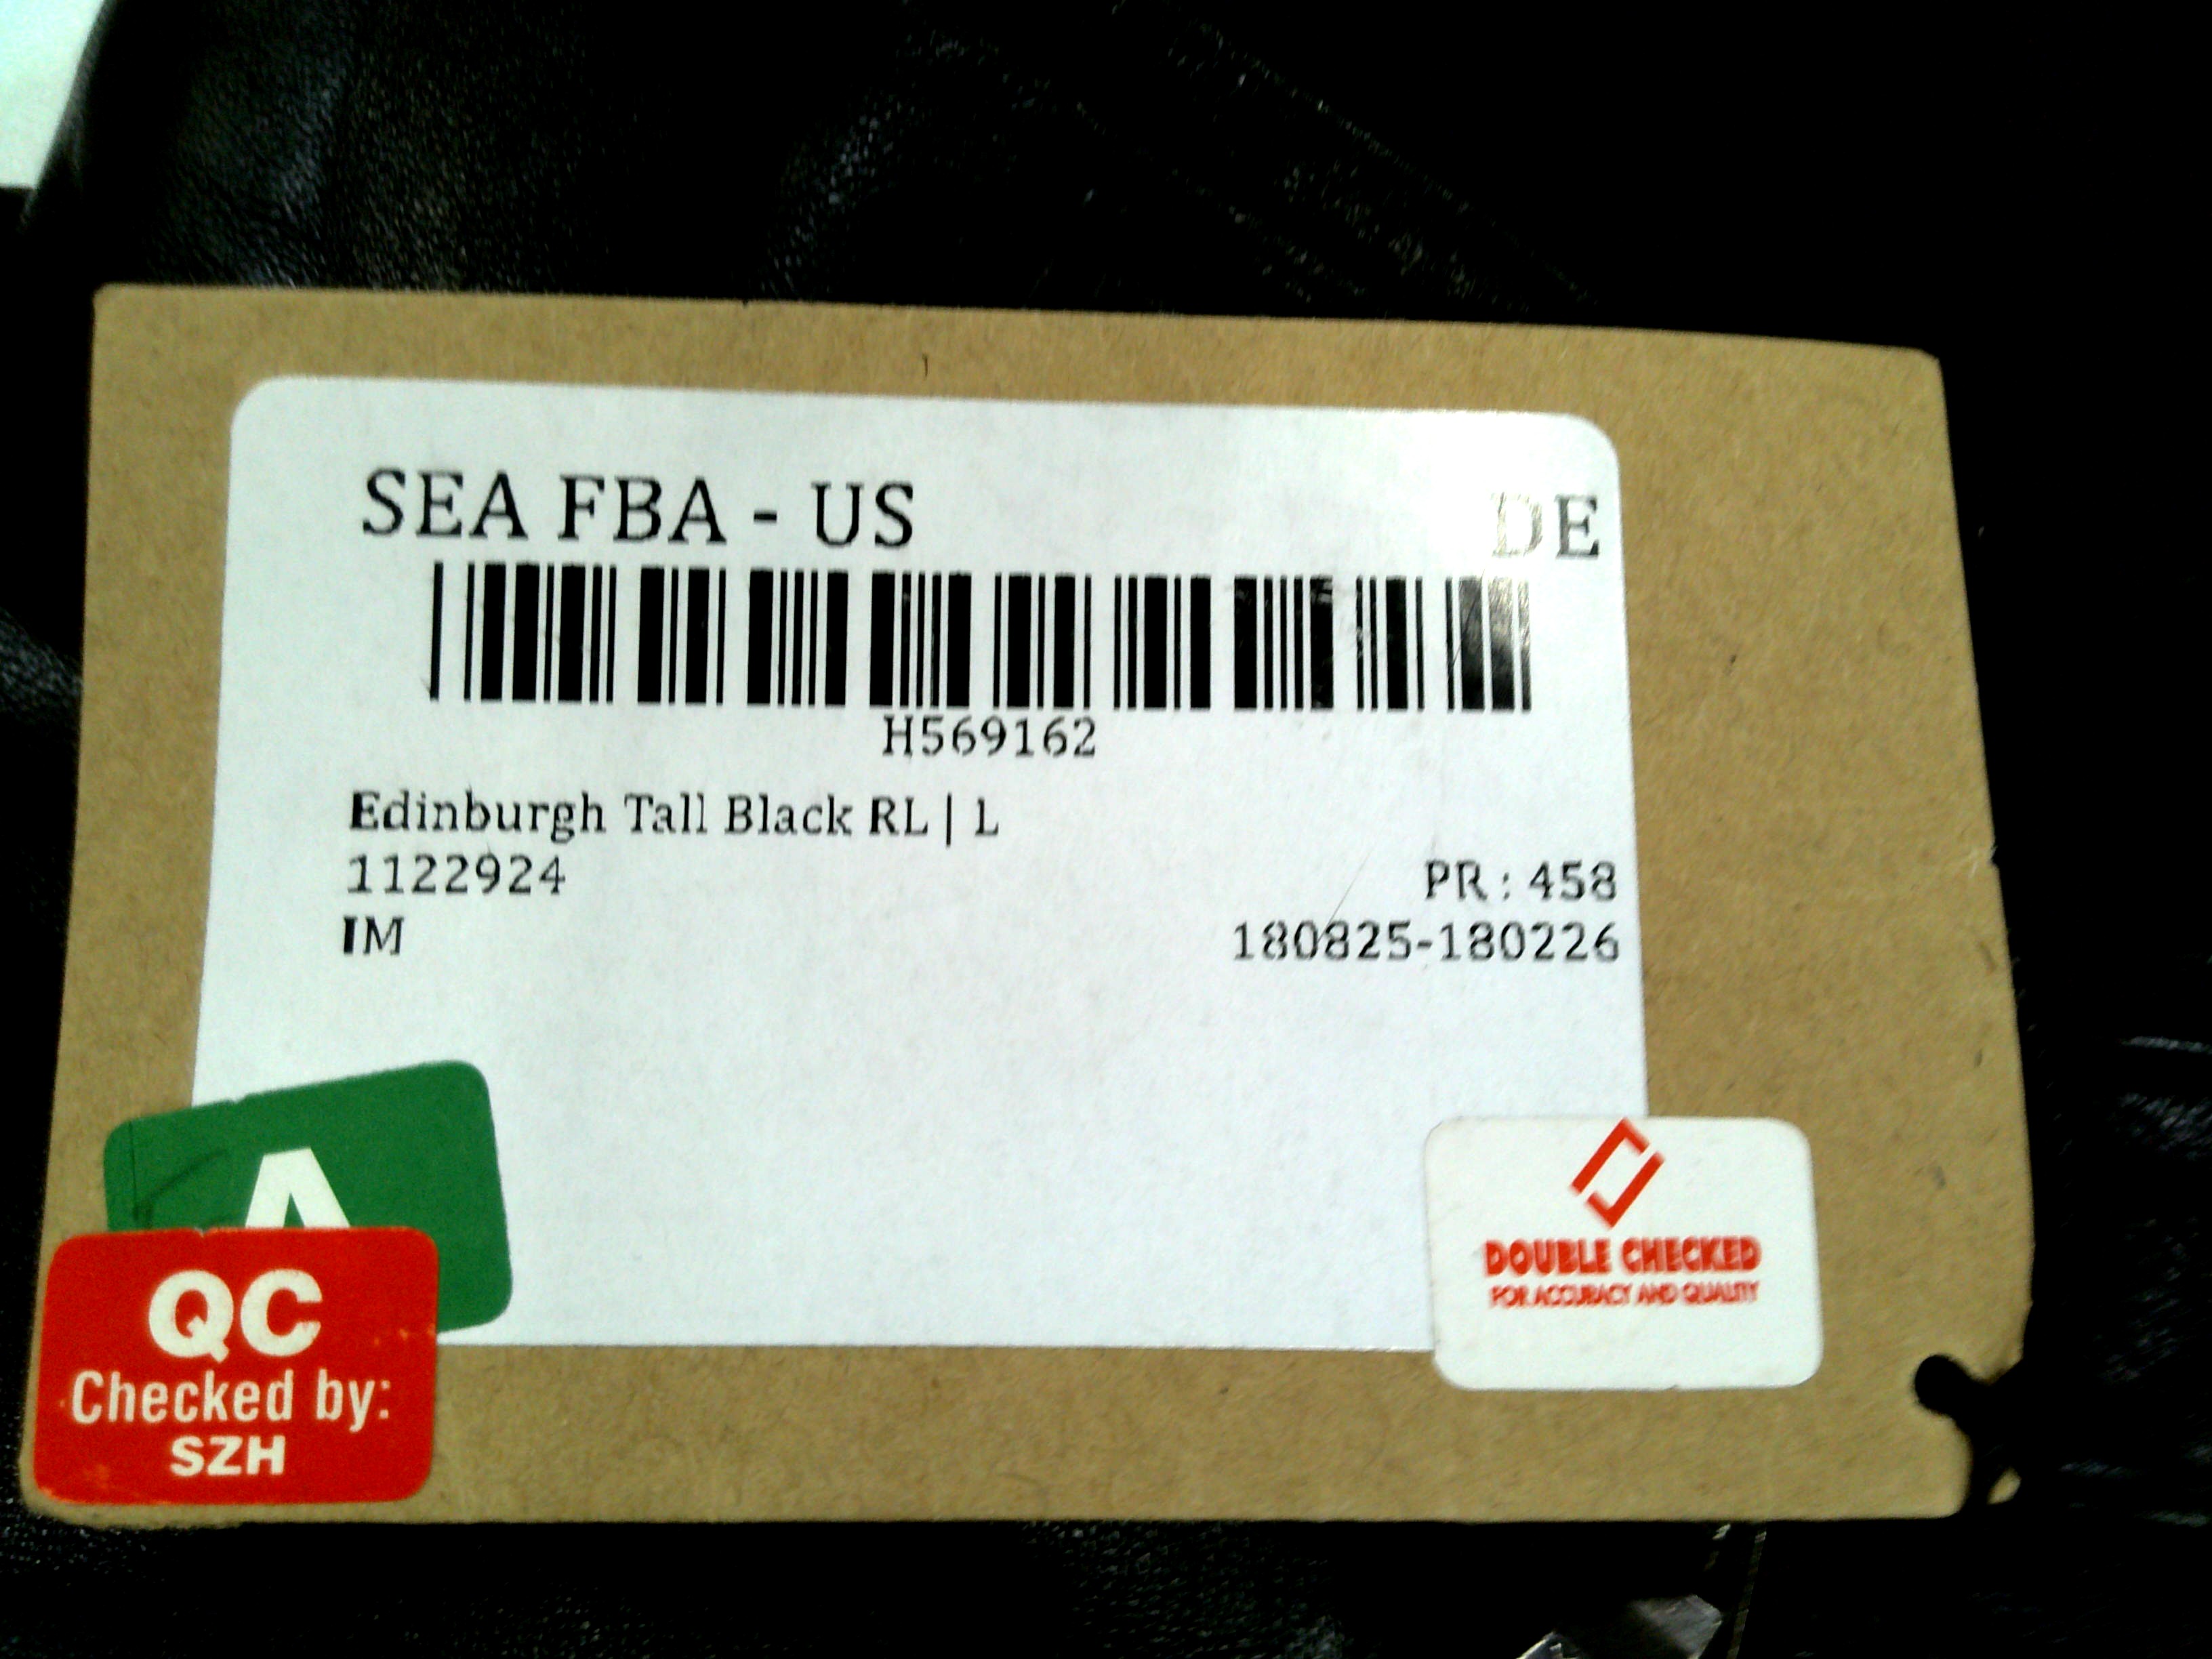 SEA FBA - US DE
H569162
Edinburgh Tall Black RL | L
1122924 PR : 458
IM 180825-180226
A
QC
Checked by:
SZH
DOUBLE CHECKED
FOR ACCURACY AND QUALITY